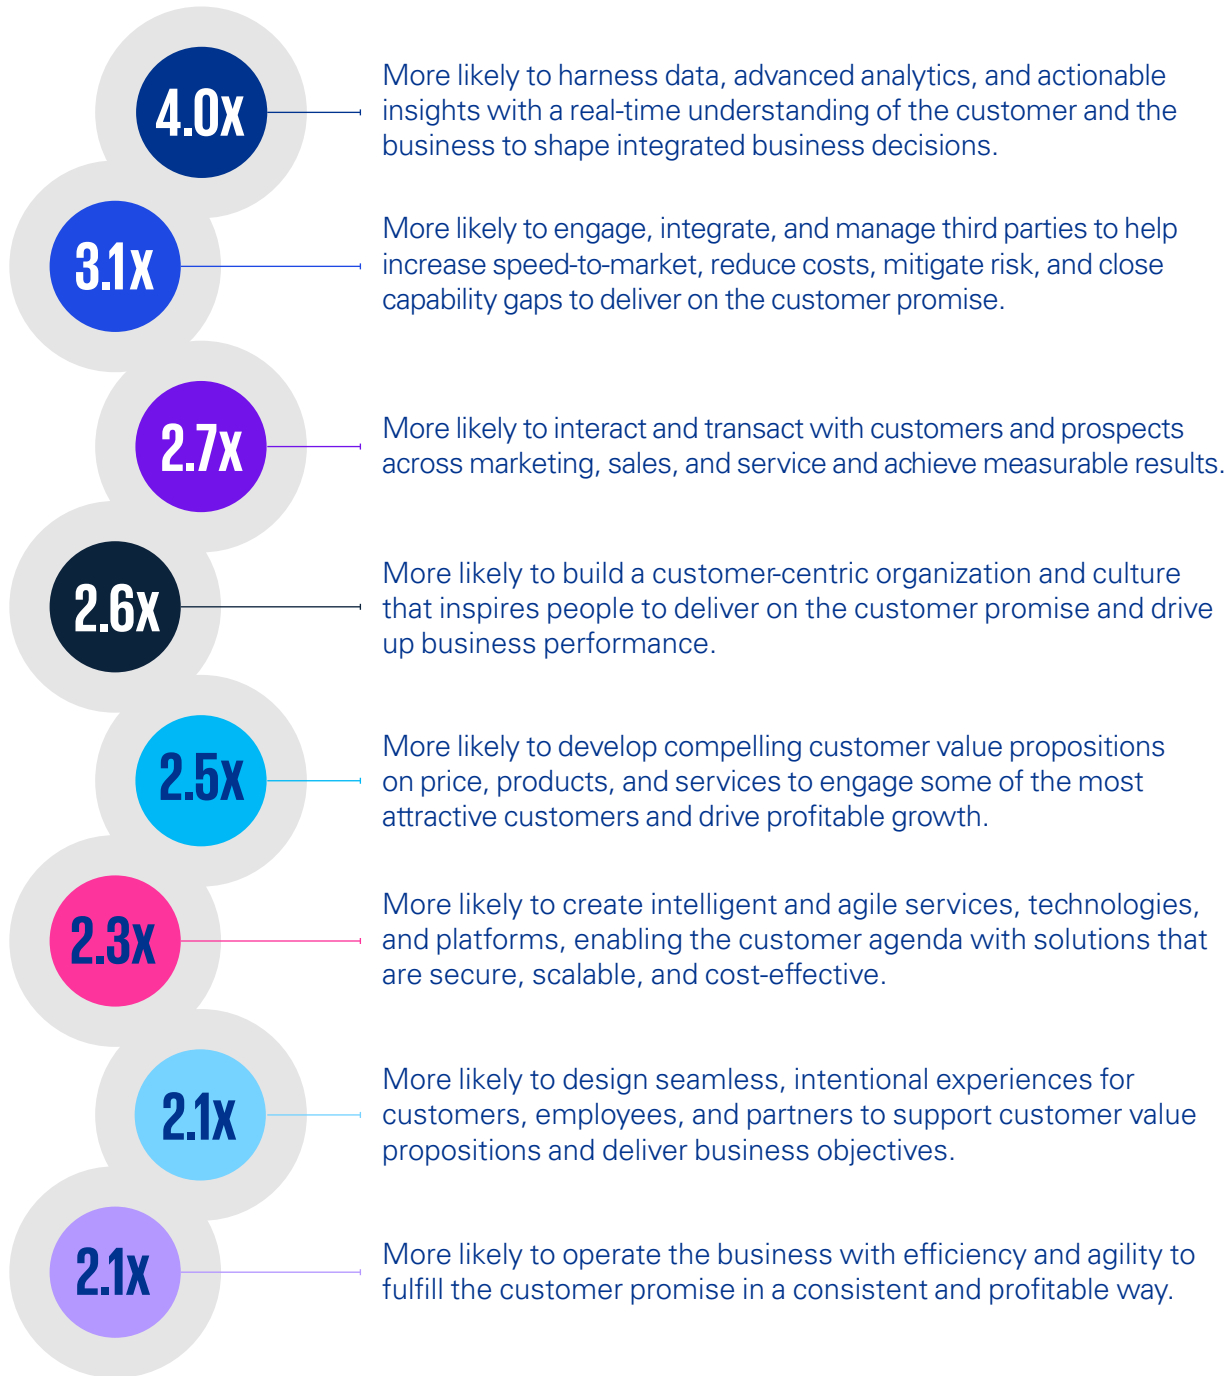 4.0x
More likely to harness data, advanced analytics, and actionable
insights with a real-time understanding of the customer and the
business to shape integrated business decisions.
3.1x
More likely to engage, integrate, and manage third parties to help
increase speed-to-market, reduce costs, mitigate risk, and close
capability gaps to deliver on the customer promise.
2.7x
More likely to interact and transact with customers and prospects
across marketing, sales, and service and achieve measurable results.
2.6x
More likely to build a customer-centric organization and culture
that inspires people to deliver on the customer promise and drive
up business performance.
2.5x
More likely to develop compelling customer value propositions
on price, products, and services to engage some of the most
attractive customers and drive profitable growth.
2.3x
More likely to create intelligent and agile services, technologies,
and platforms, enabling the customer agenda with solutions that
are secure, scalable, and cost-effective.
2.1x
More likely to design seamless, intentional experiences for
customers, employees, and partners to support customer value
propositions and deliver business objectives.
2.1x
More likely to operate the business with efficiency and agility to
fulfill the customer promise in a consistent and profitable way.